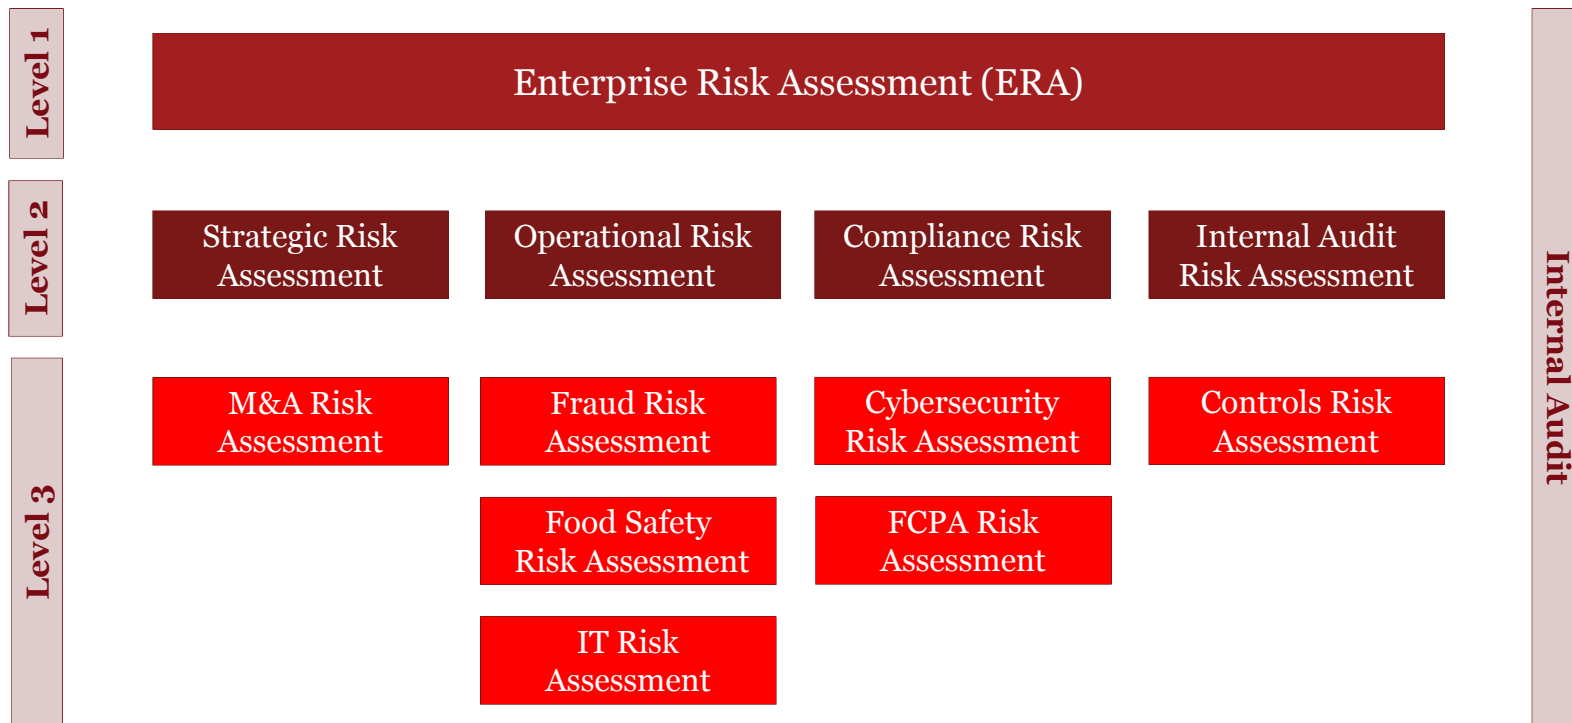 Level 1
Enterprise Risk Assessment (ERA)
Level 2
Strategic Risk
Assessment
Operational Risk
Assessment
Compliance Risk
Assessment
Internal Audit
Risk Assessment
Level 3
M&A Risk
Assessment
Fraud Risk
Assessment
Cybersecurity
Risk Assessment
Controls Risk
Assessment
Food Safety
Risk Assessment
FCPA Risk
Assessment
IT Risk
Assessment
Internal Audit